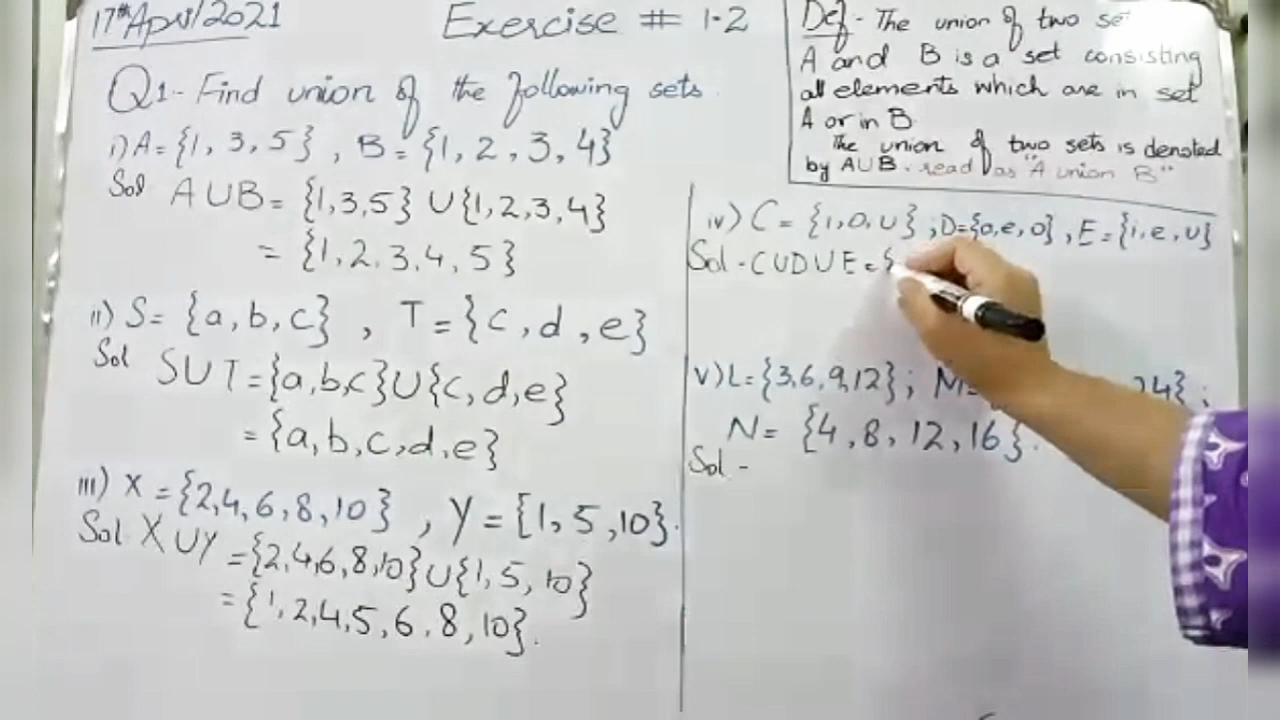 17th April/2021
Exercise # 1.2
Q1- Find union of the following sets.
i) A = {1, 3, 5} , B = {1, 2, 3, 4}
Sol A U B = {1,3,5} U {1,2,3,4}
= {1,2,3,4,5}
ii) S = {a, b, c} , T = {c, d, e}
Sol S U T = {a,b,c} U {c,d,e}
= {a,b,c,d,e}
iii) X = {2,4,6,8,10} , Y = {1,5,10}.
Sol X U Y = {2,4,6,8,10} U {1,5,10}
= {1,2,4,5,6,8,10}.
Def- The union of two
A and B is a set consisting
all elements which are in set
A or in B
The union of two sets is denoted
by AUB. read as "A union B"
iv) C = {i,o,u} ; D={a,e,o} , E = {i,e,u}
Sol - C U D U E = {
v) L = {3,6,9,12} ; 24} ;
N = {4, 8, 12, 16}.
Sol -